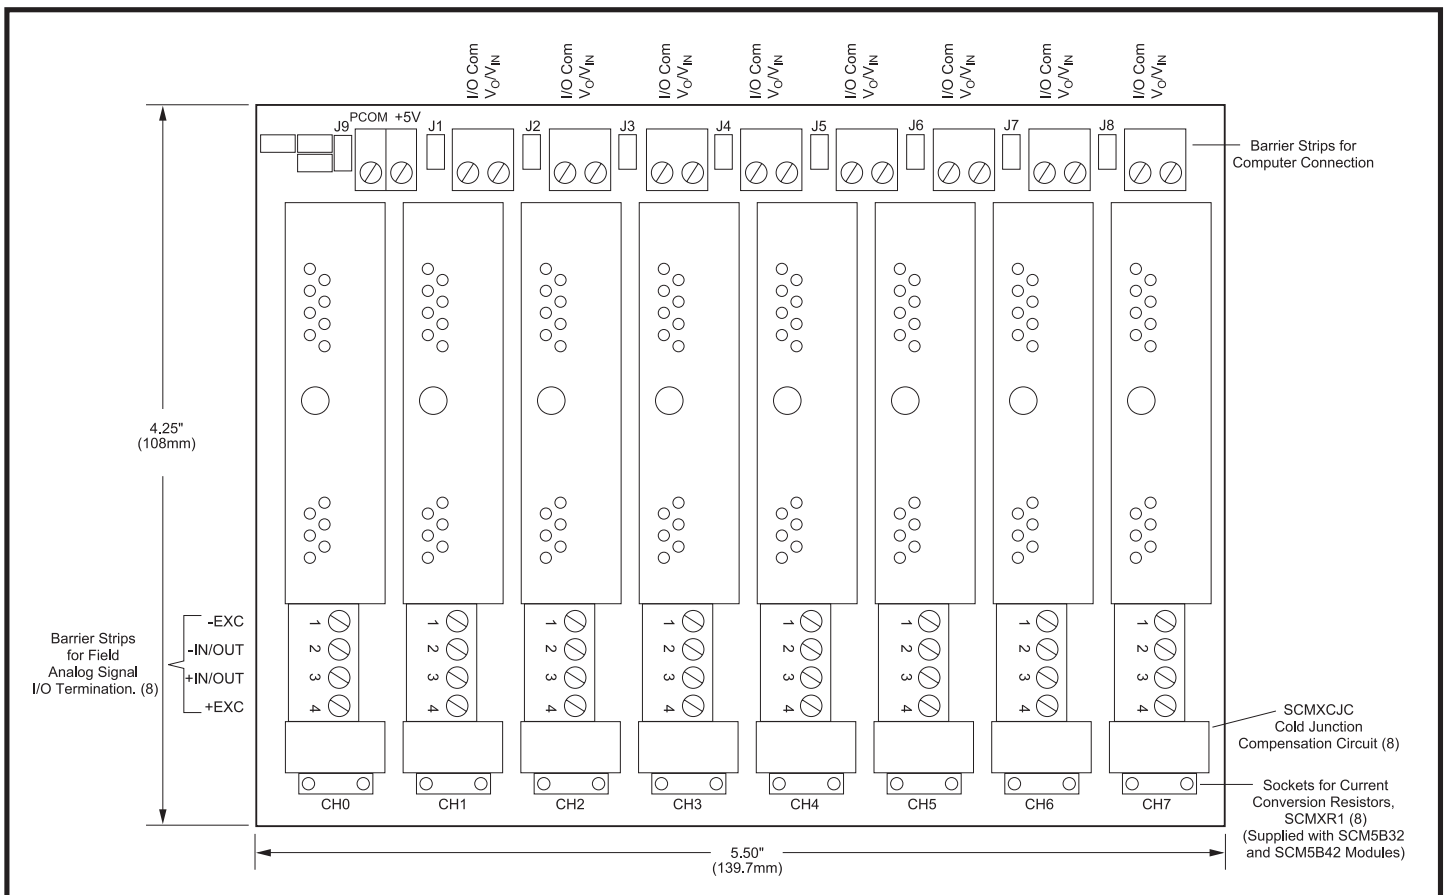 I/O Com
VO/VIN
I/O Com
VO/VIN
I/O Com
VO/VIN
I/O Com
VO/VIN
I/O Com
VO/VIN
I/O Com
VO/VIN
I/O Com
VO/VIN
I/O Com
VO/VIN
J9
PCOM +5V
J1
J2
J3
J4
J5
J6
J7
J8
Barrier Strips for
Computer Connection
4.25"
(108mm)
Barrier Strips
for Field
Analog Signal
I/O Termination. (8)
-EXC
-IN/OUT
+IN/OUT
+EXC
1 1 1 1 1 1 1 1
2 2 2 2 2 2 2 2
3 3 3 3 3 3 3 3
4 4 4 4 4 4 4 4
SCMXCJC
Cold Junction
Compensation Circuit (8)
CH0 CH1 CH2 CH3 CH4 CH5 CH6 CH7
Sockets for Current
Conversion Resistors,
SCMXR1 (8)
(Supplied with SCM5B32
and SCM5B42 Modules)
5.50"
(139.7mm)